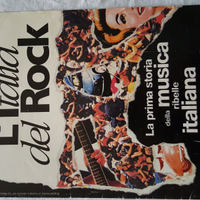 L'Italia
del Rock
La prima storia
della musica
ribelle
italiana